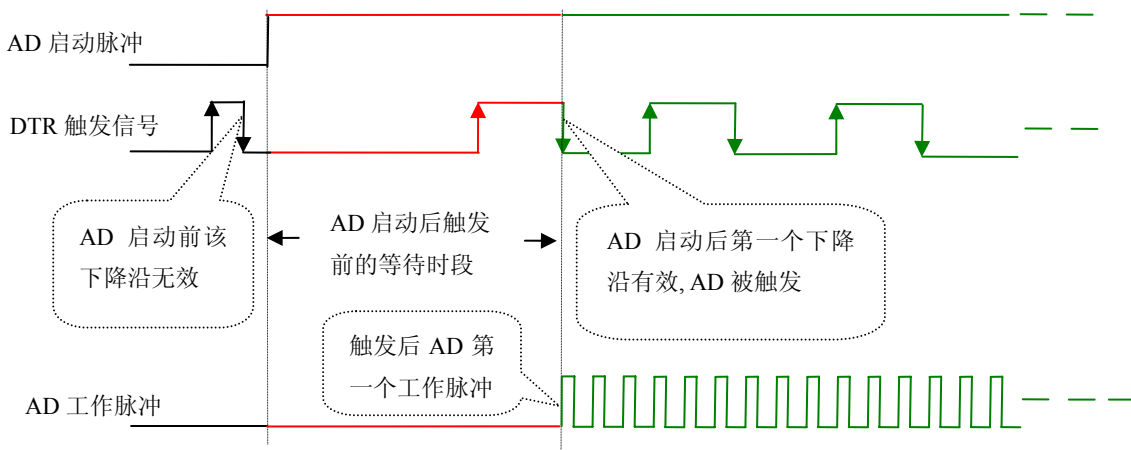 AD 启动脉冲
DTR 触发信号
AD 启动前该
下降沿无效
AD 启动后触发
前的等待时段
AD 启动后第一个下降
沿有效, AD 被触发
触发后 AD 第
一个工作脉冲
AD 工作脉冲